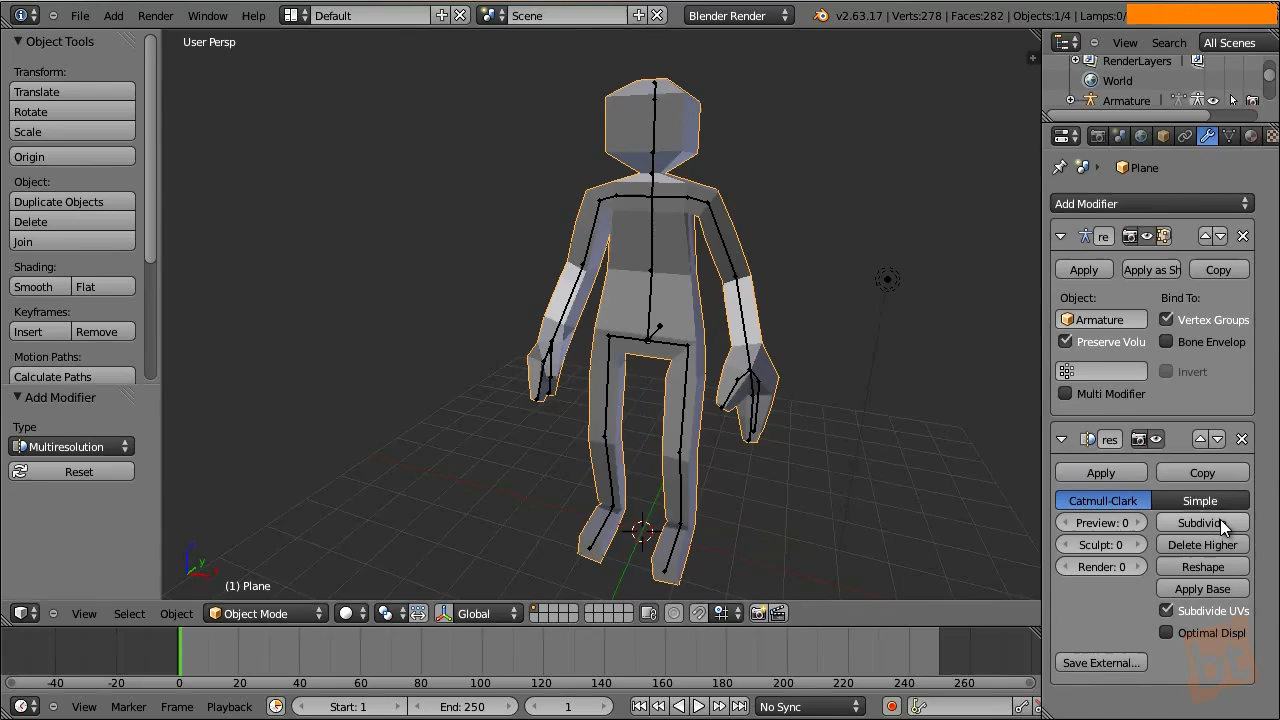 File Add Render Window Help Default Scene Blender Render v2.63.17 | Verts:278 | Faces:282 | Objects:1/4 | Lamps:0/
Object Tools
Transform:
Translate
Rotate
Scale
Origin
Object:
Duplicate Objects
Delete
Join
Shading:
Smooth Flat
Keyframes:
Insert Remove
Motion Paths:
Calculate Paths
Add Modifier
Type
Multiresolution
Reset
User Persp
(1) Plane
View Select Object Object Mode Global
-40 -20 0 20 40 60 80 100 120 140 160 180 200 220 240 260
View Marker Frame Playback Start: 1 End: 250 1 No Sync
View Search All Scenes
RenderLayers
World
Armature
Plane
Add Modifier
re
Apply Apply as Sh Copy
Object: Bind To:
Armature Vertex Groups
Preserve Volu Bone Envelop
Invert
Multi Modifier
res
Apply Copy
Catmull-Clark Simple
Preview: 0
Sculpt: 0 Delete Higher
Render: 0 Reshape
Apply Base
Subdivide UVs
Optimal Displ
Save External...